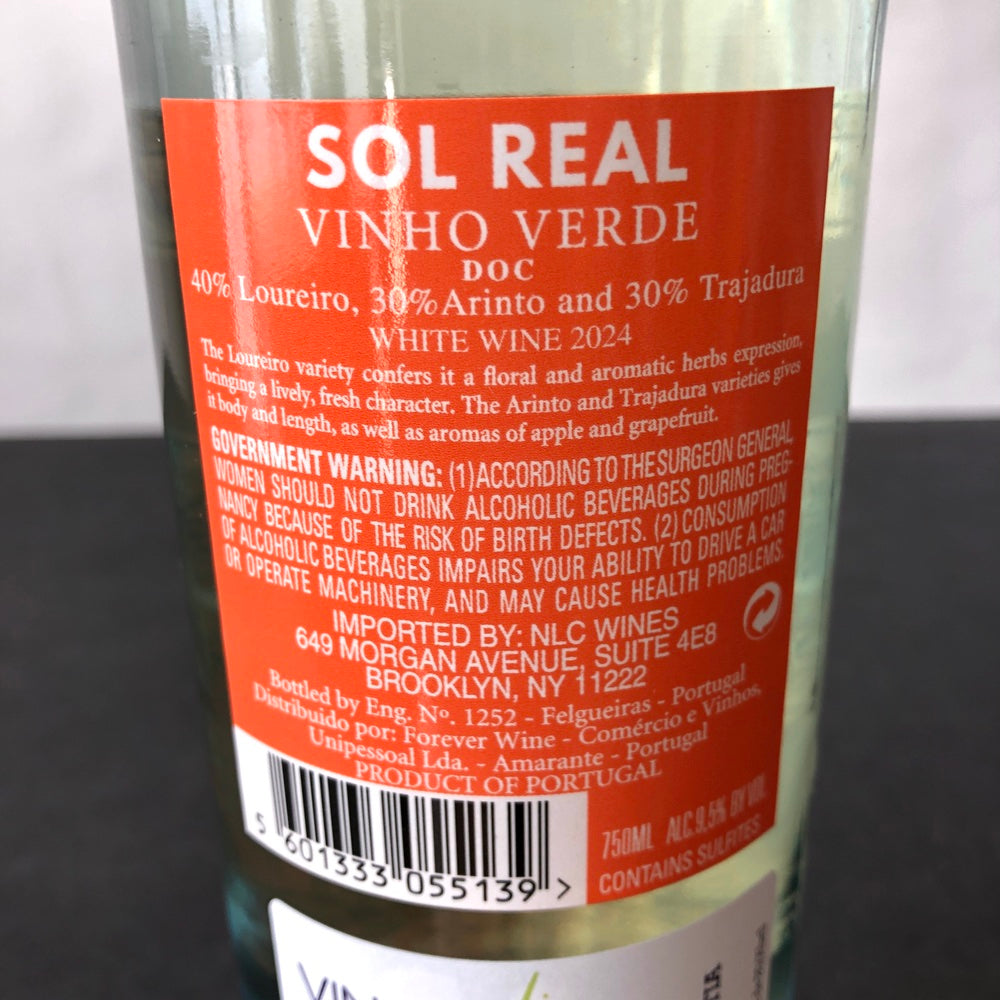 SOL REAL
VINHO VERDE
DOC
40% Loureiro, 30% Arinto and 30% Trajadura
WHITE WINE 2024
The Loureiro variety confers it a floral and aromatic herbs expression,
bringing a lively, fresh character. The Arinto and Trajadura varieties gives
it body and length, as well as aromas of apple and grapefruit.
GOVERNMENT WARNING: (1) ACCORDING TO THE SURGEON GENERAL,
WOMEN SHOULD NOT DRINK ALCOHOLIC BEVERAGES DURING PREG-
NANCY BECAUSE OF THE RISK OF BIRTH DEFECTS. (2) CONSUMPTION
OF ALCOHOLIC BEVERAGES IMPAIRS YOUR ABILITY TO DRIVE A CAR
OR OPERATE MACHINERY, AND MAY CAUSE HEALTH PROBLEMS.
IMPORTED BY: NLC WINES
649 MORGAN AVENUE, SUITE 4E8
BROOKLYN, NY 11222
Bottled by Eng. Nº. 1252 - Felgueiras - Portugal
Distribuido por: Forever Wine - Comércio e Vinhos,
Unipessoal Lda. - Amarante - Portugal
PRODUCT OF PORTUGAL
750ML ALC.9.5% BY VOL
CONTAINS SULFITES
5 601333 055139 >